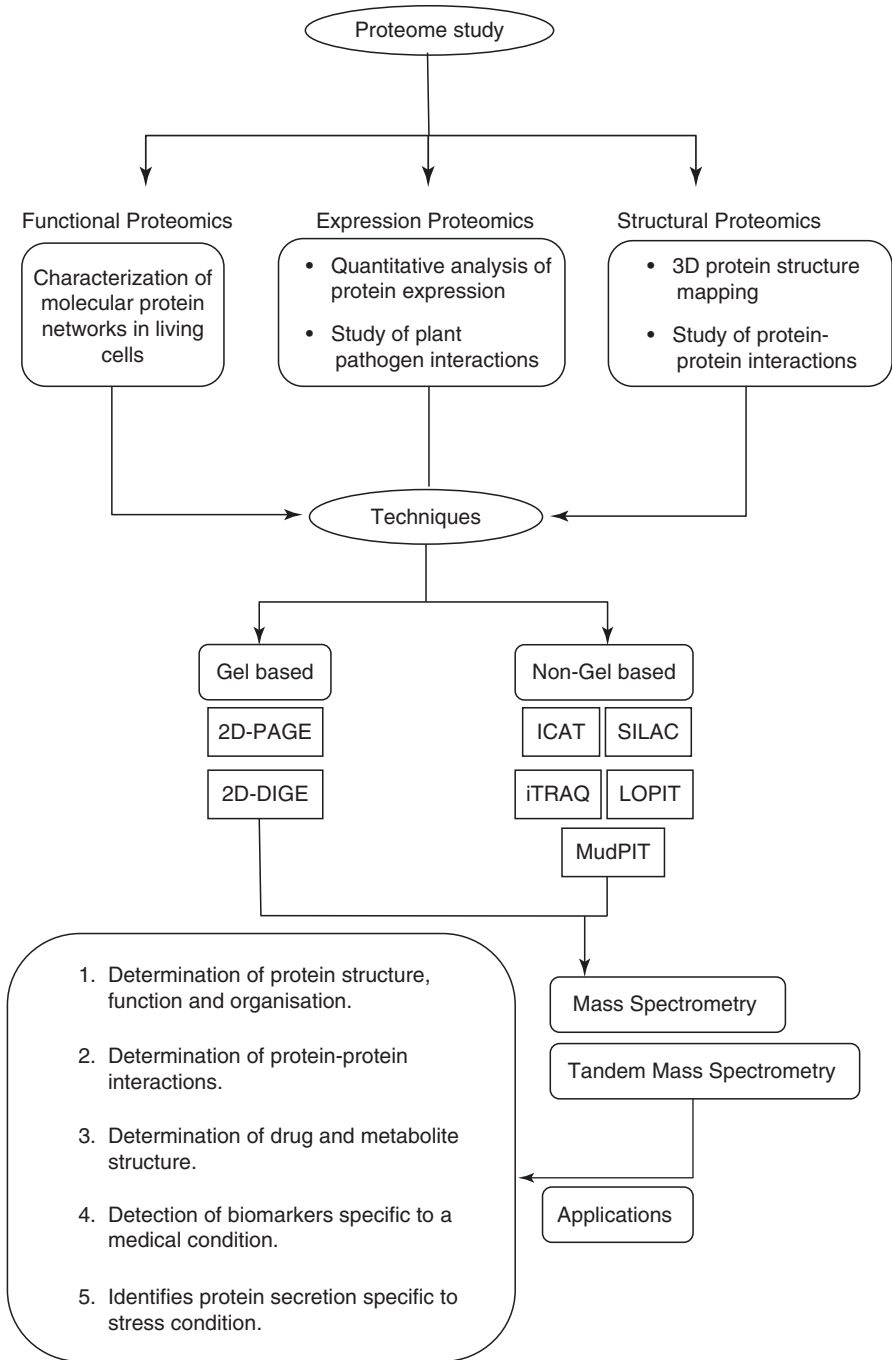 Proteome study
Functional Proteomics
Characterization of
molecular protein
networks in living
cells
Expression Proteomics
• Quantitative analysis of
protein expression
• Study of plant
pathogen interactions
Structural Proteomics
• 3D protein structure
mapping
• Study of protein-
protein interactions
Techniques
Gel based
2D-PAGE
2D-DIGE
Non-Gel based
ICAT
SILAC
iTRAQ
LOPIT
MudPIT
Mass Spectrometry
Tandem Mass Spectrometry
Applications
1. Determination of protein structure,
function and organisation.
2. Determination of protein-protein
interactions.
3. Determination of drug and metabolite
structure.
4. Detection of biomarkers specific to a
medical condition.
5. Identifies protein secretion specific to
stress condition.